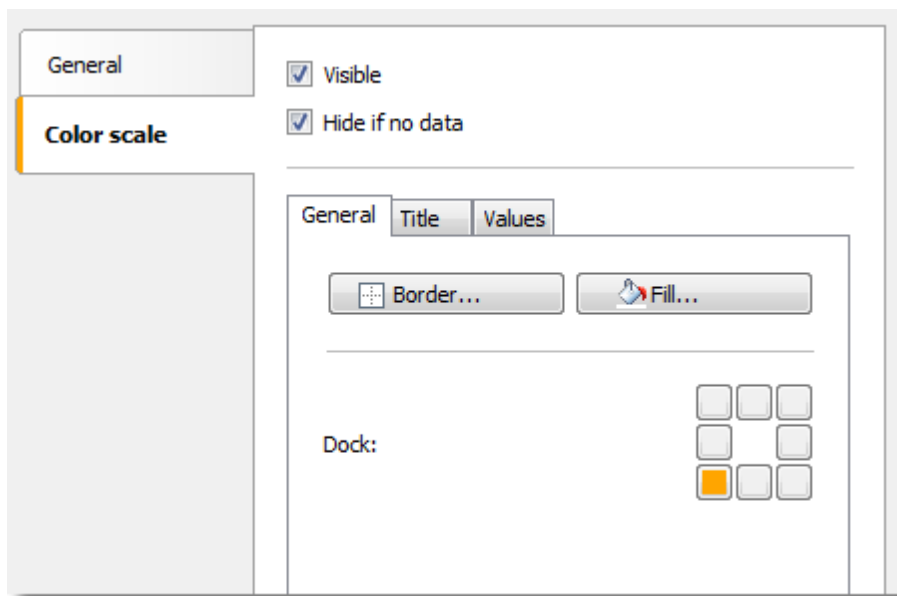 General
Color scale
Visible
Hide if no data
General Title Values
Border... Fill...
Dock: